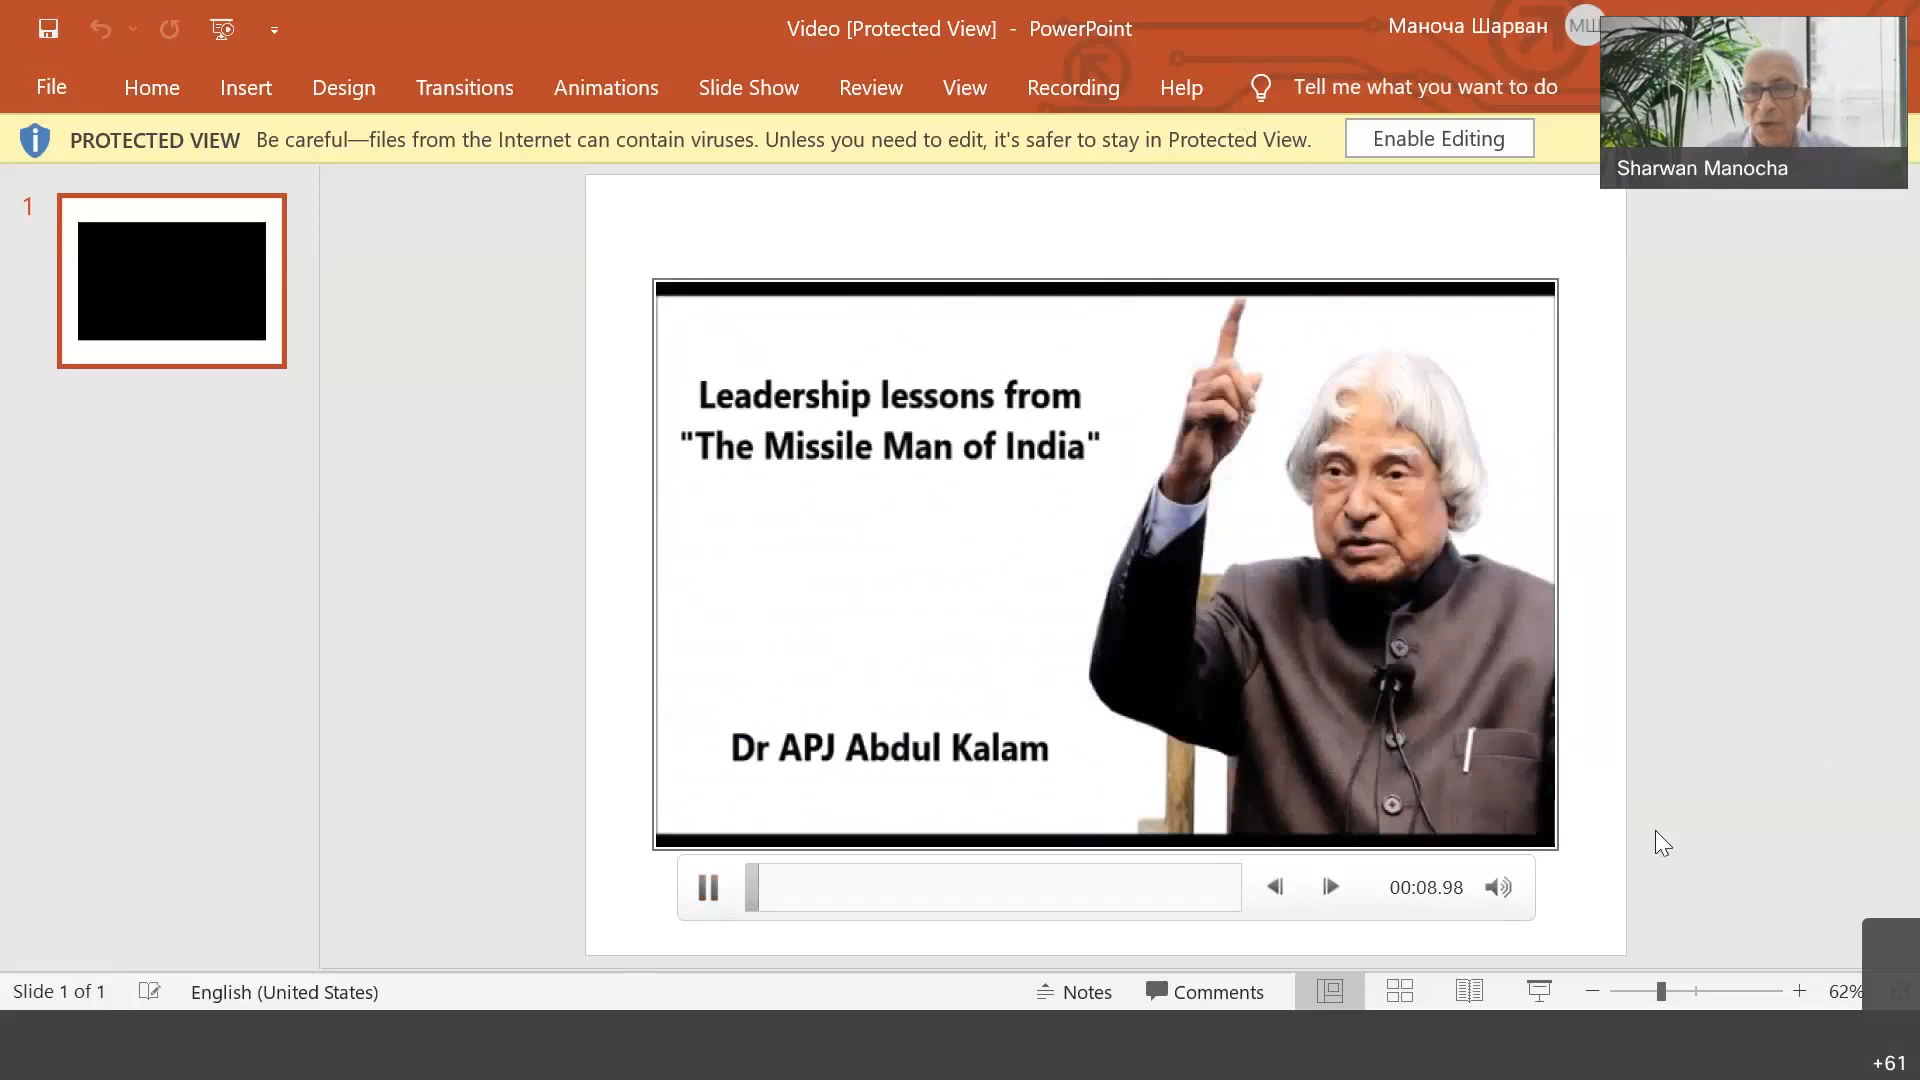 Video [Protected View] - PowerPoint
Маноча Шарван
МШ
File Home Insert Design Transitions Animations Slide Show Review View Recording Help Tell me what you want to do
PROTECTED VIEW Be careful—files from the Internet can contain viruses. Unless you need to edit, it's safer to stay in Protected View. Enable Editing
Sharwan Manocha
1
Leadership lessons from
"The Missile Man of India"
Dr APJ Abdul Kalam
00:08.98
Slide 1 of 1 English (United States) Notes Comments 62%
+61